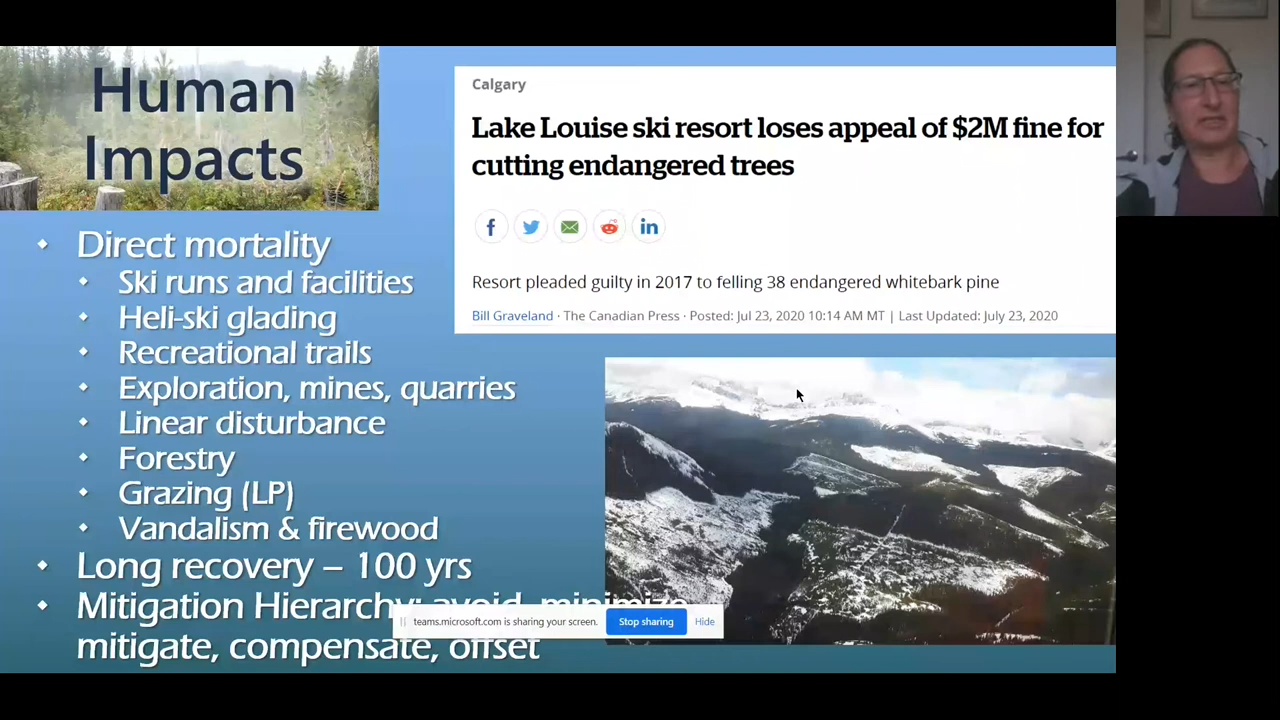 Human
Impacts
• Direct mortality
• Ski runs and facilities
• Heli-ski glading
• Recreational trails
• Exploration, mines, quarries
• Linear disturbance
• Forestry
• Grazing (LP)
• Vandalism & firewood
• Long recovery – 100 yrs
• Mitigation Hierarchy: avoid, minimize,
mitigate, compensate, offset
Calgary
Lake Louise ski resort loses appeal of $2M fine for
cutting endangered trees
Resort pleaded guilty in 2017 to felling 38 endangered whitebark pine
Bill Graveland · The Canadian Press · Posted: Jul 23, 2020 10:14 AM MT | Last Updated: July 23, 2020
teams.microsoft.com is sharing your screen. Stop sharing Hide